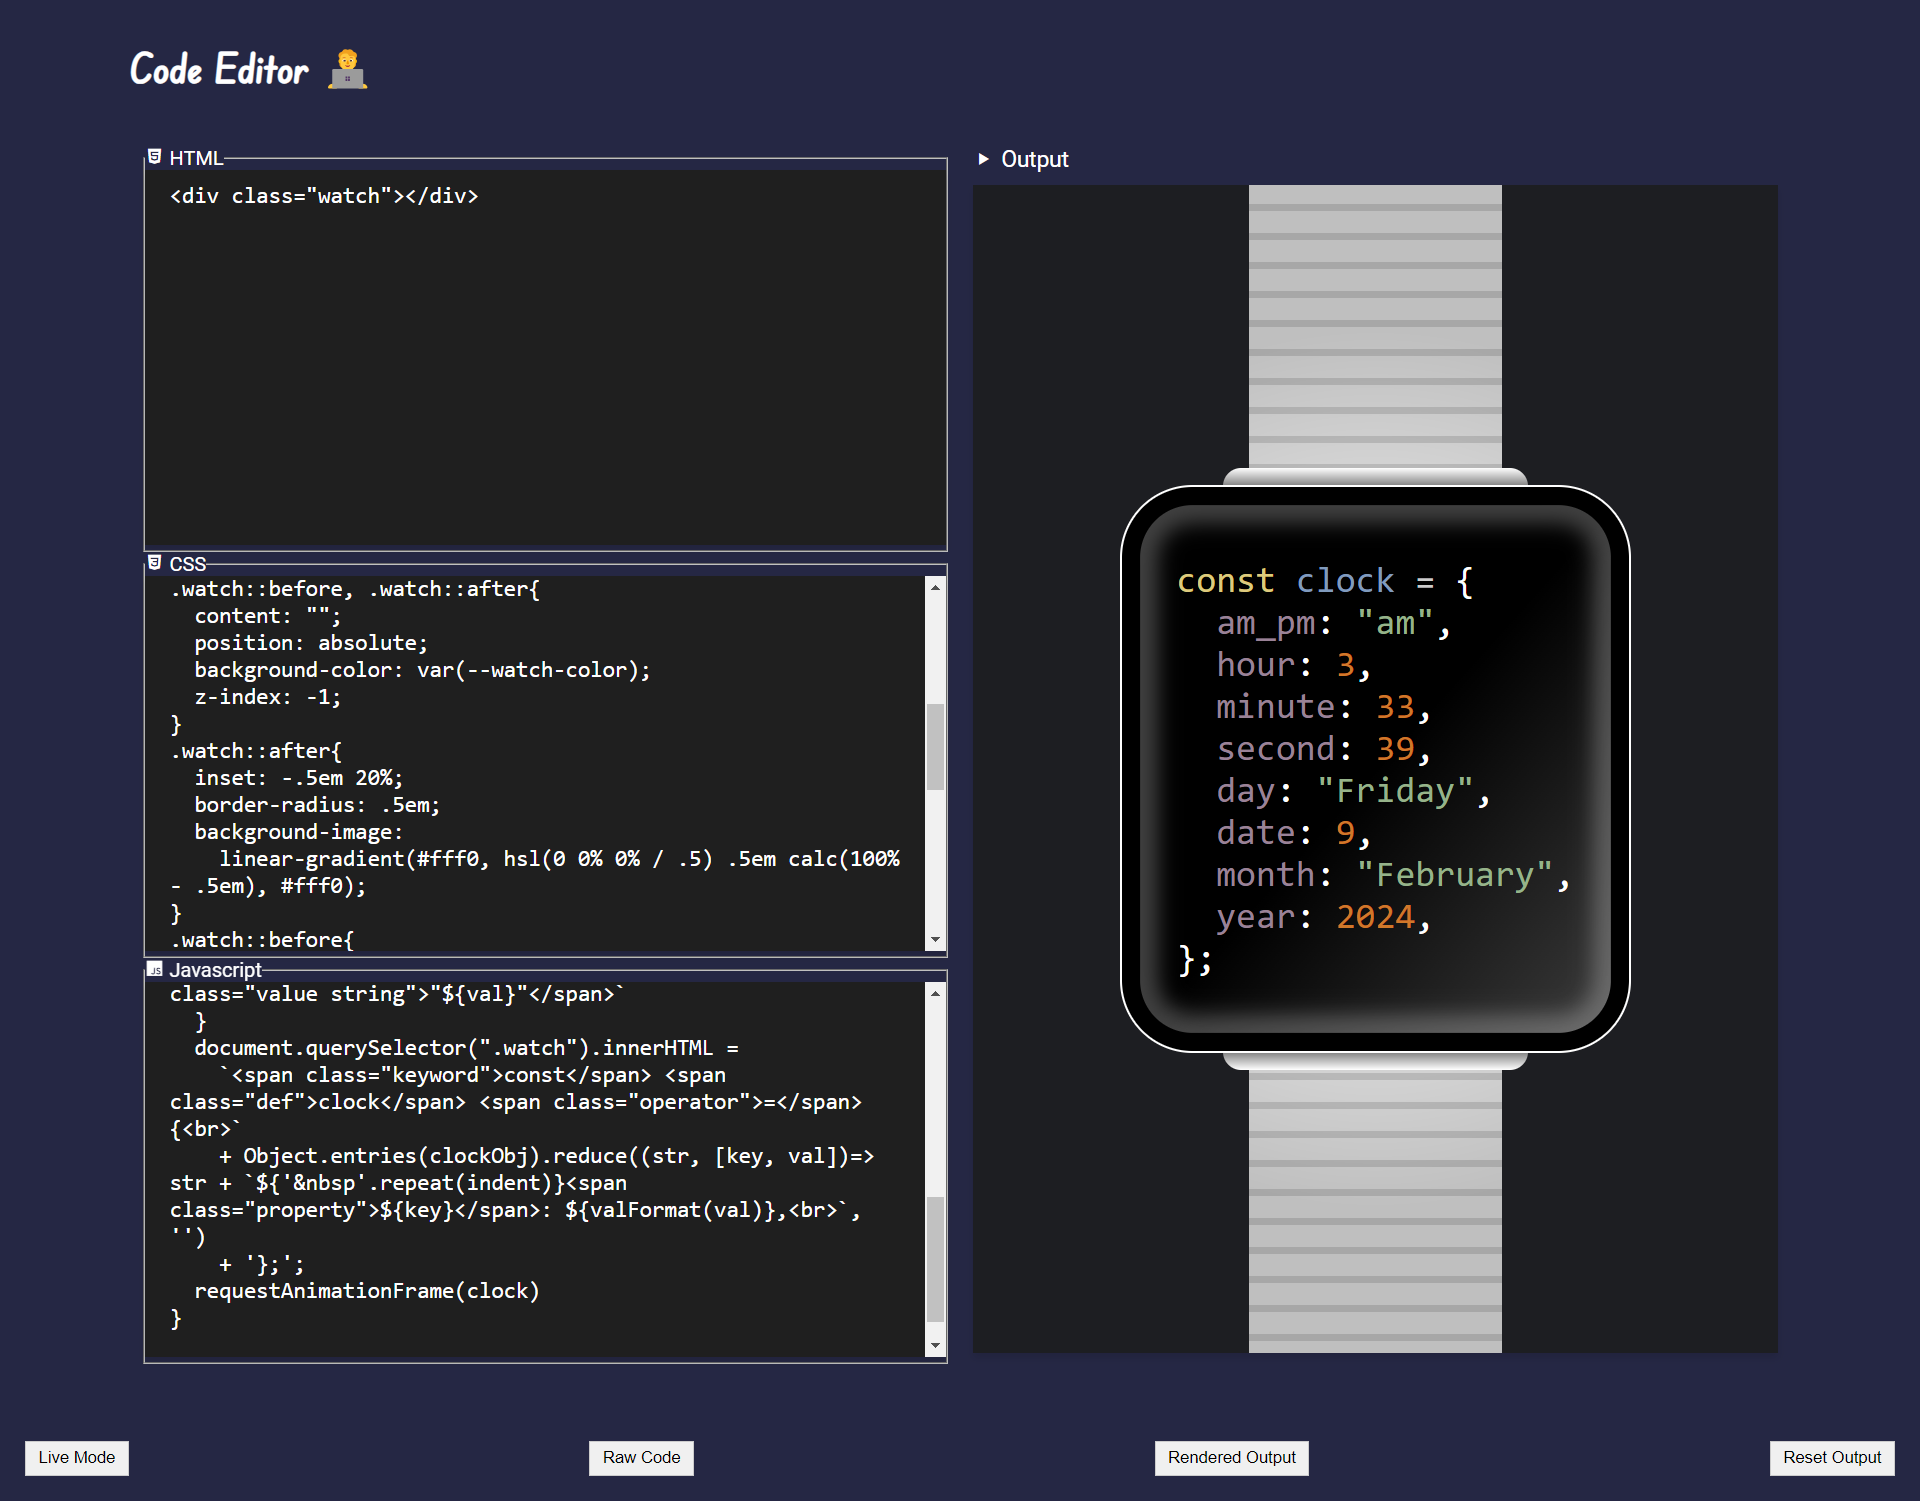 Code Editor
HTML
<div class="watch"></div>
CSS
.watch::before, .watch::after{
  content: "";
  position: absolute;
  background-color: var(--watch-color);
  z-index: -1;
}
.watch::after{
  inset: -.5em 20%;
  border-radius: .5em;
  background-image:
    linear-gradient(#fff0, hsl(0 0% 0% / .5) .5em calc(100%
- .5em), #fff0);
}
.watch::before{
JS Javascript
class="value string">"${val}"</span>`
  }
  document.querySelector(".watch").innerHTML =
    `<span class="keyword">const</span> <span
class="def">clock</span> <span class="operator">=</span>
{<br>`
    + Object.entries(clockObj).reduce((str, [key, val])=>
str + `${'&nbsp'.repeat(indent)}<span
class="property">${key}</span>: ${valFormat(val)},<br>`,
'')
    + '};';
  requestAnimationFrame(clock)
}
Output
const clock = {
  am_pm: "am",
  hour: 3,
  minute: 33,
  second: 39,
  day: "Friday",
  date: 9,
  month: "February",
  year: 2024,
};
Live Mode
Raw Code
Rendered Output
Reset Output